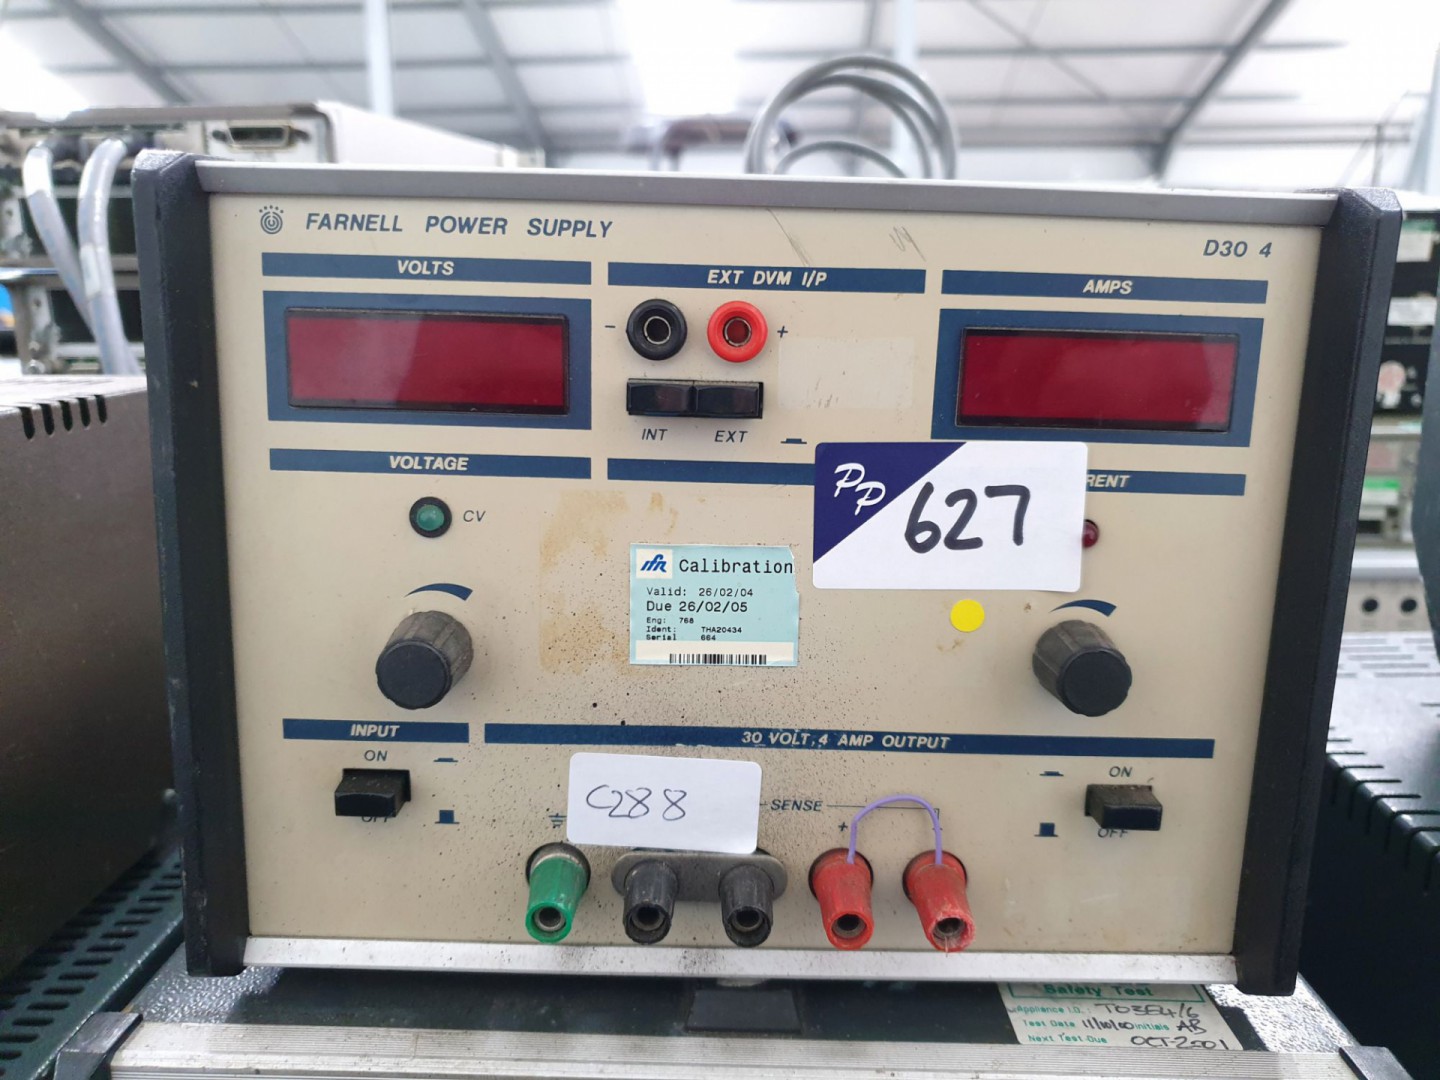 FARNELL POWER SUPPLY
D30 4
VOLTS
EXT DVM I/P
AMPS
- +
INT EXT
VOLTAGE
RENT
PP
627
CV
ifr Calibration
Valid: 26/02/04
Due 26/02/05
Eng: 768
Ident: THA20434
Serial 664
INPUT
30 VOLT, 4 AMP OUTPUT
ON
OFF
C288
SENSE
+
ON
OFF
Safety Test
Appliance I.D.: TO3E4/6
Test Date 11/10/00 Initials AB
Next Test Due OCT-2001